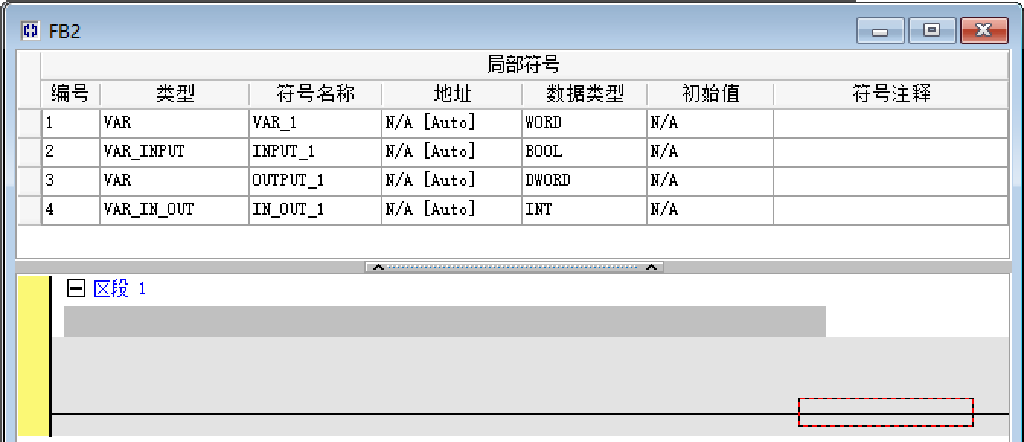 FB2
局部符号
编号 类型 符号名称 地址 数据类型 初始值 符号注释
1 VAR VAR_1 N/A [Auto] WORD N/A
2 VAR_INPUT INPUT_1 N/A [Auto] BOOL N/A
3 VAR OUTPUT_1 N/A [Auto] DWORD N/A
4 VAR_IN_OUT IN_OUT_1 N/A [Auto] INT N/A
区段 1